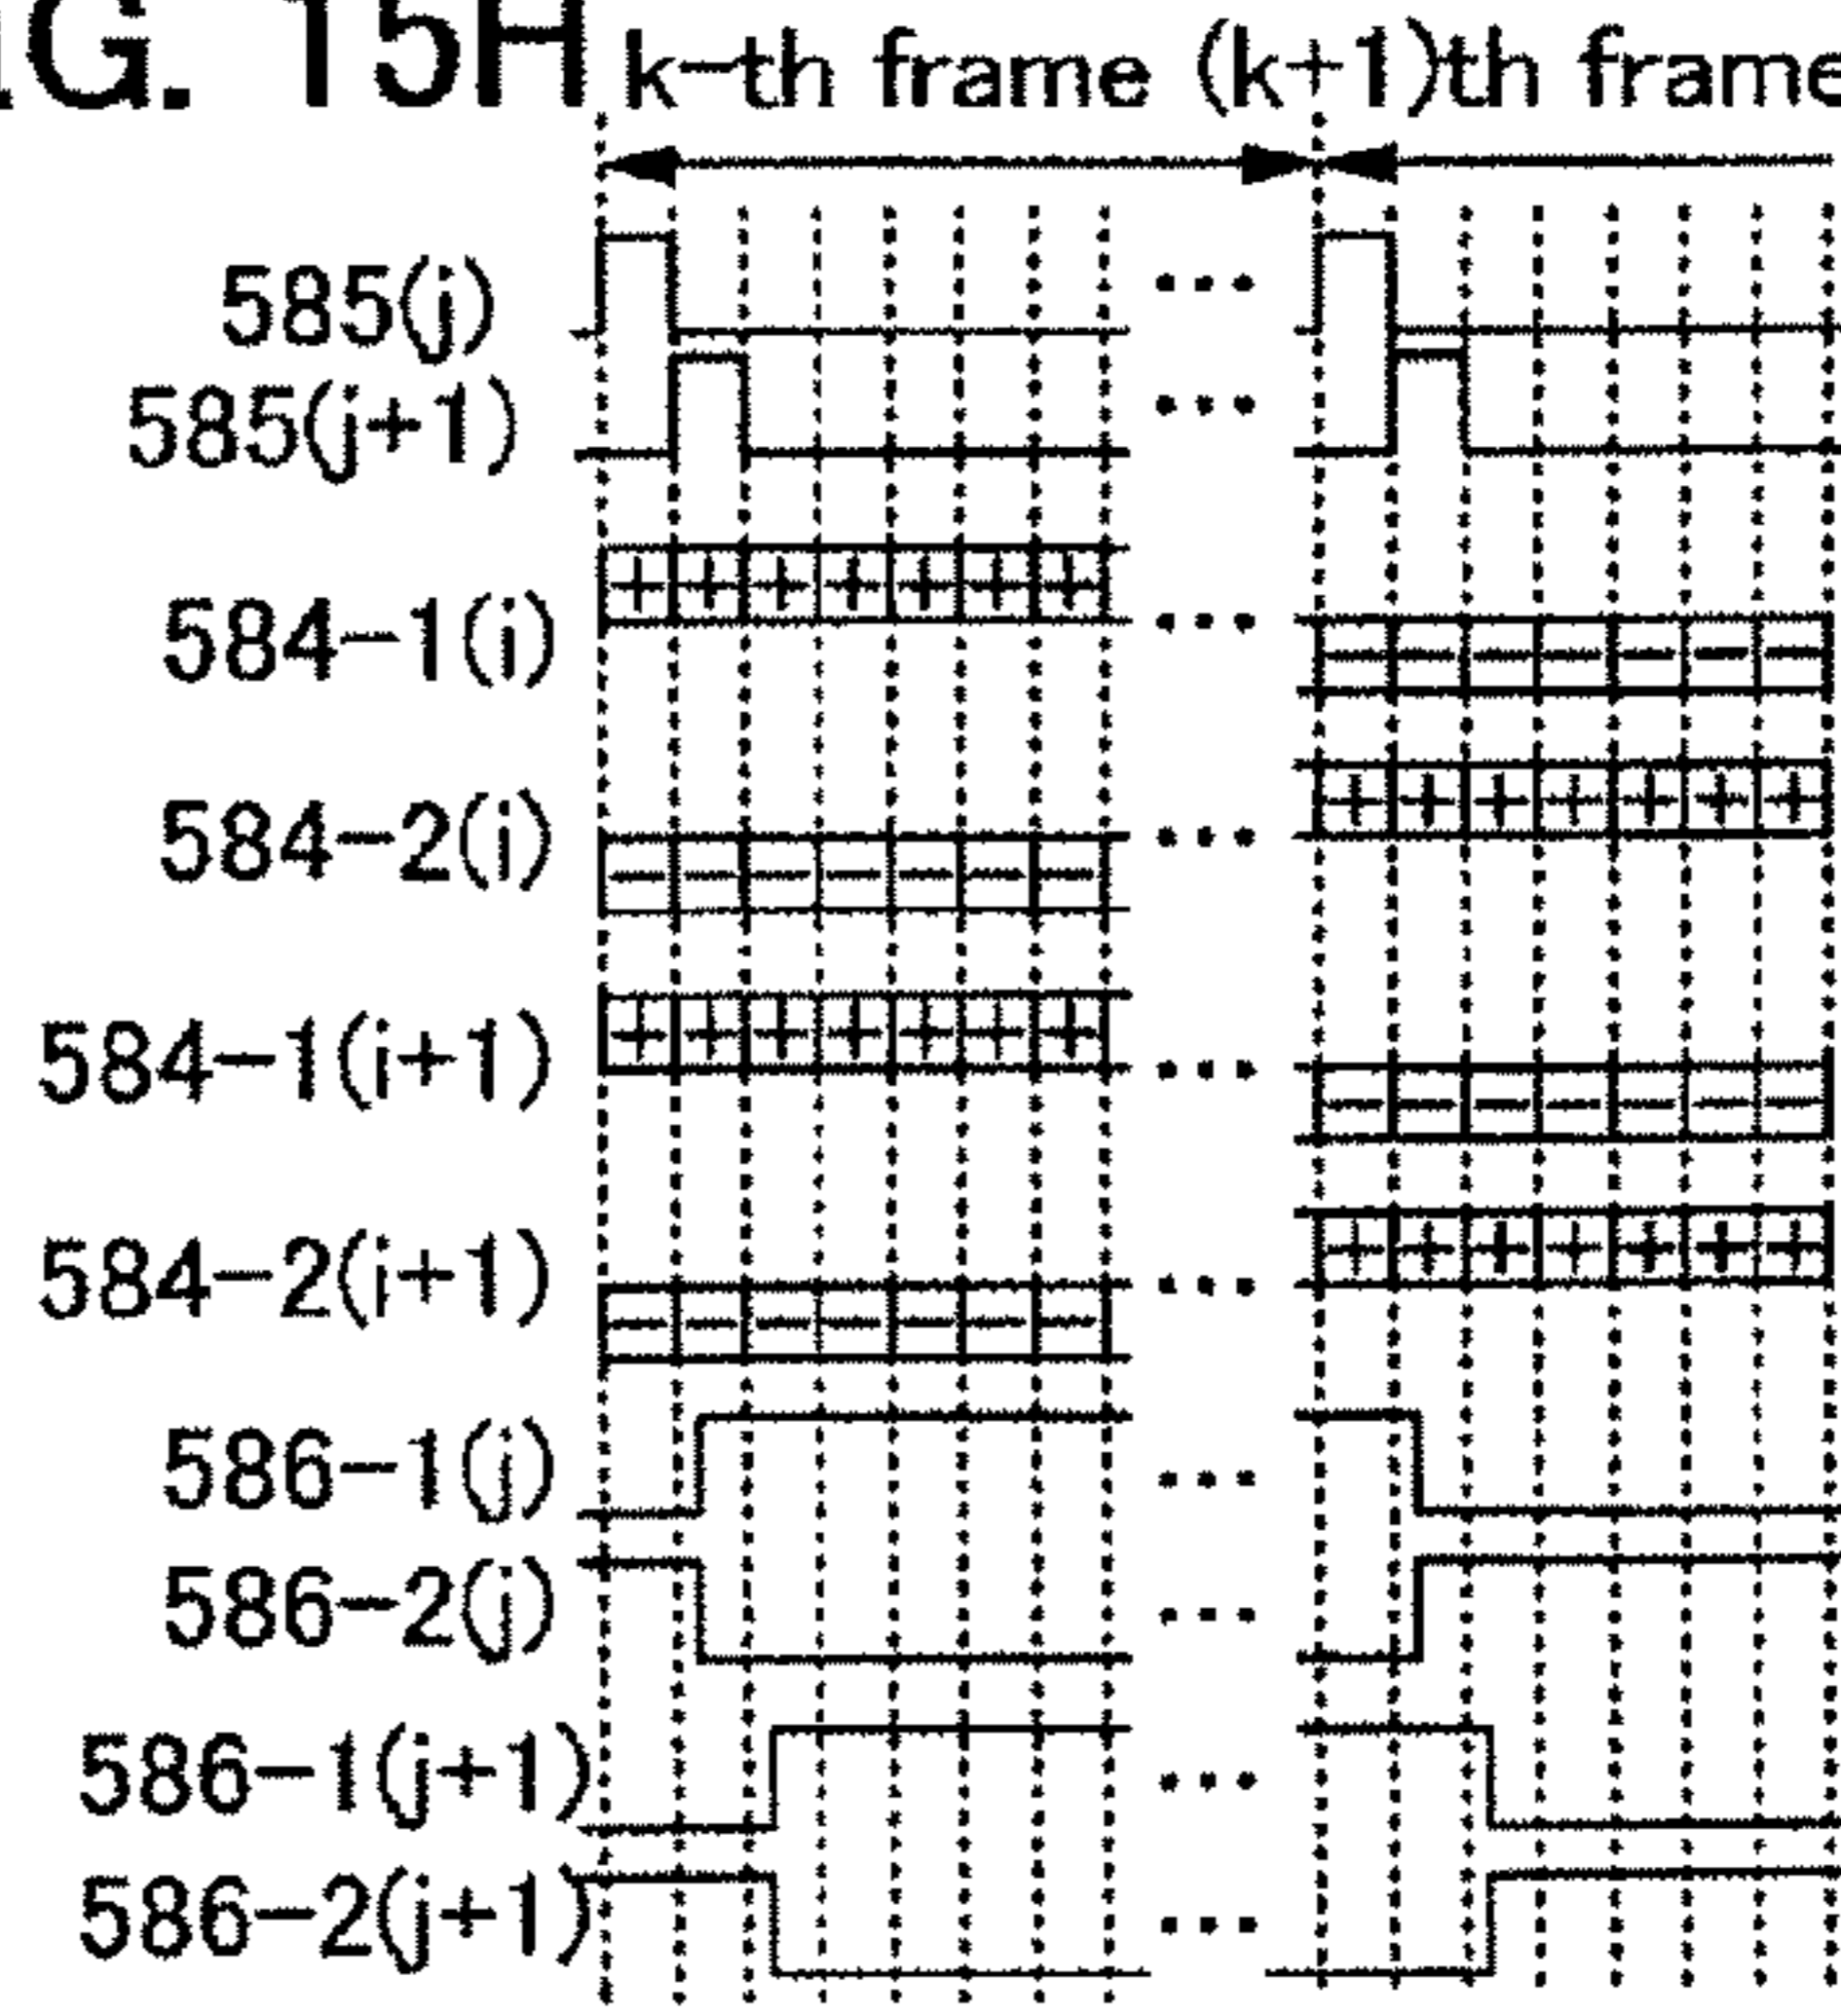 IG. 15H
k-th frame (k+1)th frame
585(j)
585(j+1)
+ + + + + + +
584-1(i)
- - - - - - -
+ + + + + + +
584-2(i)
- - - - - - -
+ + + + + + +
584-1(i+1)
- - - - - - -
+ + + + + + +
584-2(i+1)
- - - - - - -
586-1(j)
586-2(j)
586-1(j+1)
586-2(j+1)